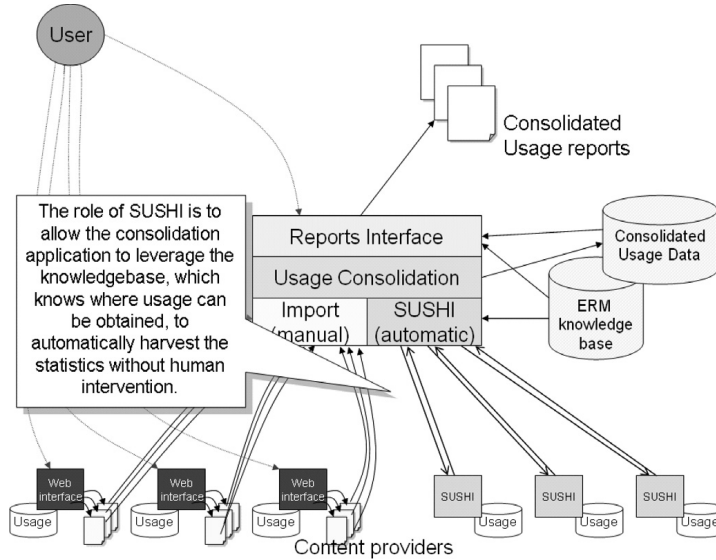 User
Consolidated
Usage reports
The role of SUSHI is to
allow the consolidation
application to leverage the
knowledgebase, which
knows where usage can
be obtained, to
automatically harvest the
statistics without human
intervention.
Reports Interface
Usage Consolidation
Import
(manual)
SUSHI
(automatic)
Consolidated
Usage Data
ERM
knowledge
base
Web
interface
Usage
Web
interface
Usage
Web
interface
Usage
SUSHI
Usage
SUSHI
Usage
SUSHI
Usage
Content providers